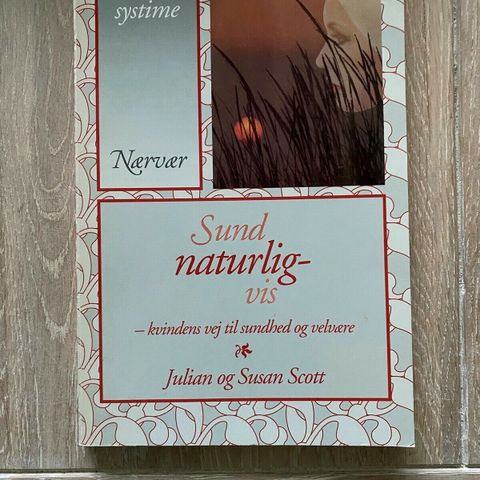 systime
Nærvær
Sund
naturlig-
vis
– kvindens vej til sundhed og velvære
Julian og Susan Scott